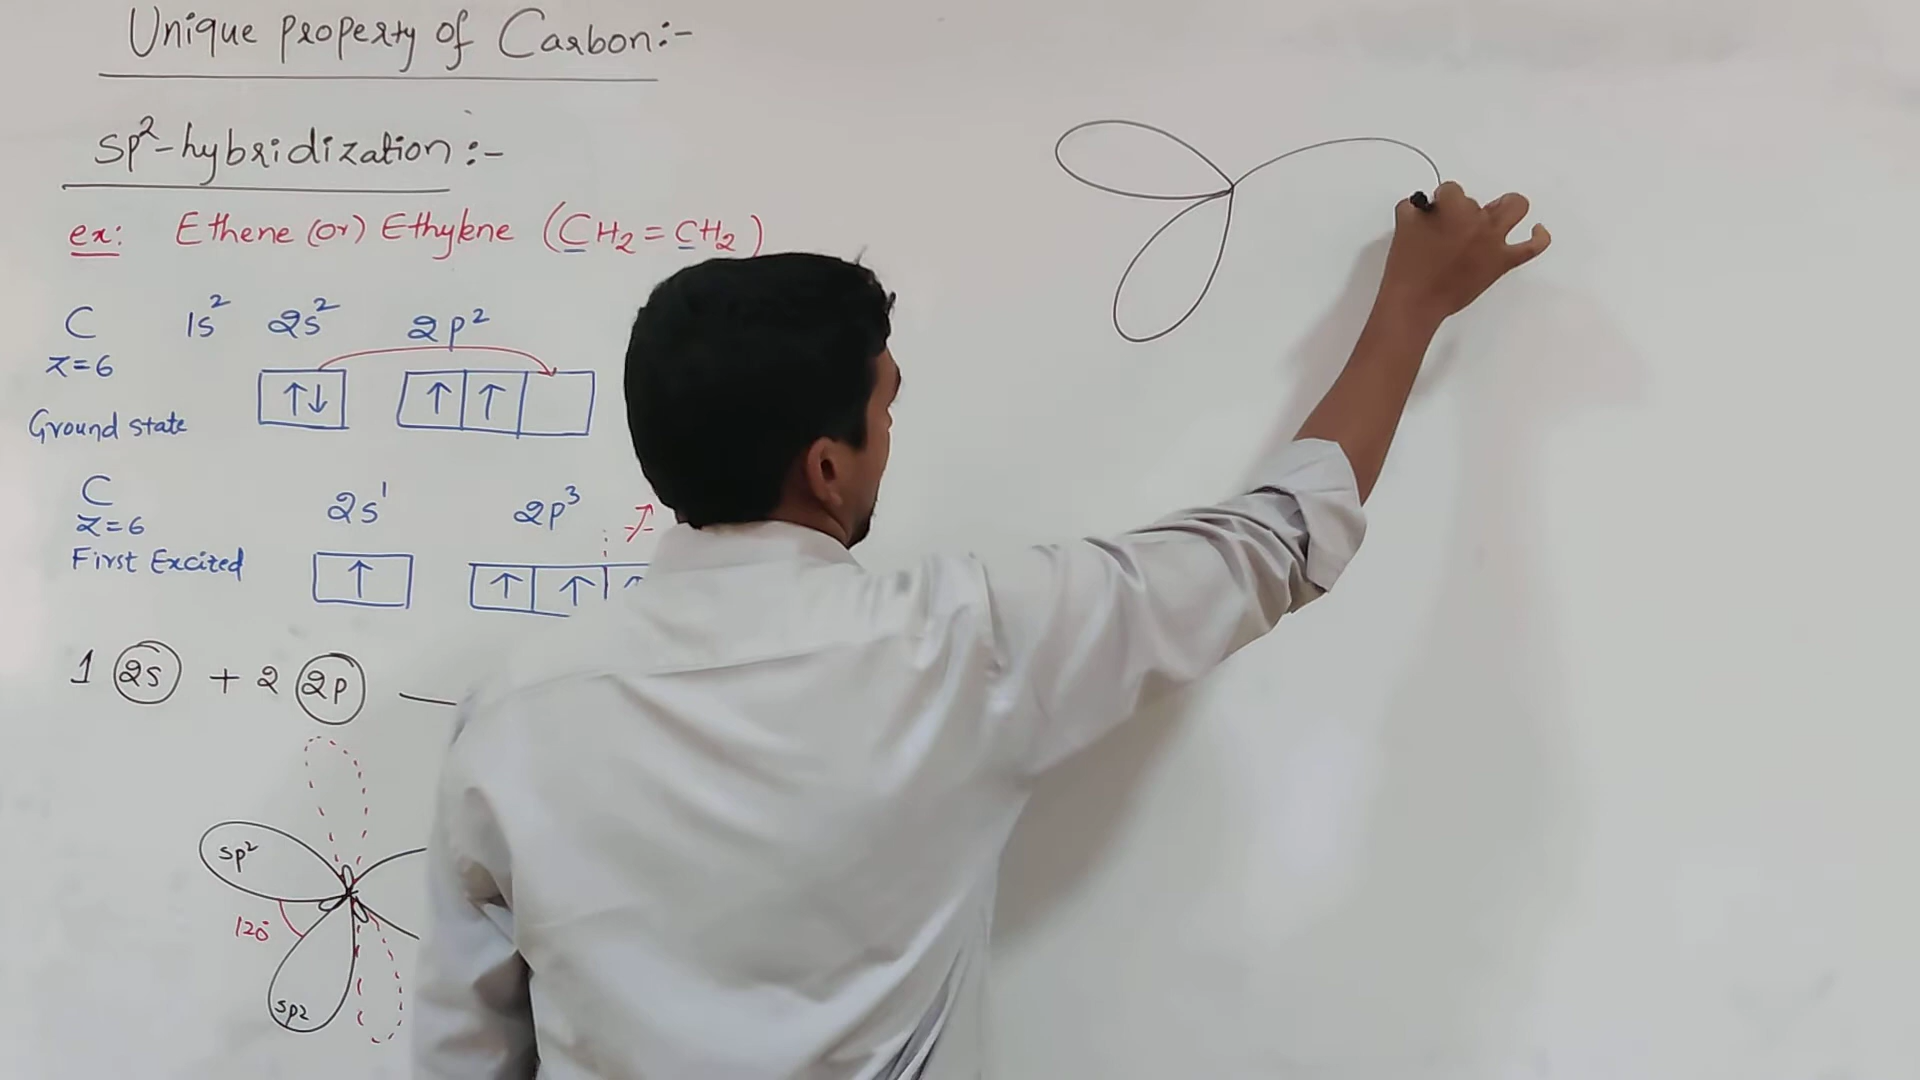 Unique property of Carbon:-
sp²-hybridization:-
ex: Ethene (or) Ethylene (CH₂=CH₂)
C 1s² 2s² 2p²
Z=6
↑↓ ↑ ↑
Ground state
C 2s¹ 2p³
Z=6
First Excited
↑ ↑ ↑ ↑
1 2s + 2 2p —
sp²
120°
sp2